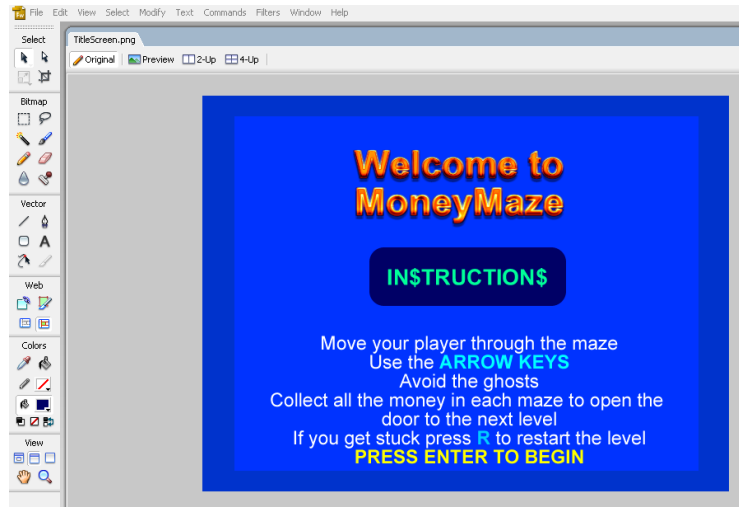 File Edit View Select Modify Text Commands Filters Window Help
Select
TitleScreen.png
Original Preview 2-Up 4-Up
Bitmap
Vector
Web
Colors
View
Welcome to
MoneyMaze
IN$TRUCTION$
Move your player through the maze
Use the ARROW KEYS
Avoid the ghosts
Collect all the money in each maze to open the
door to the next level
If you get stuck press R to restart the level
PRESS ENTER TO BEGIN